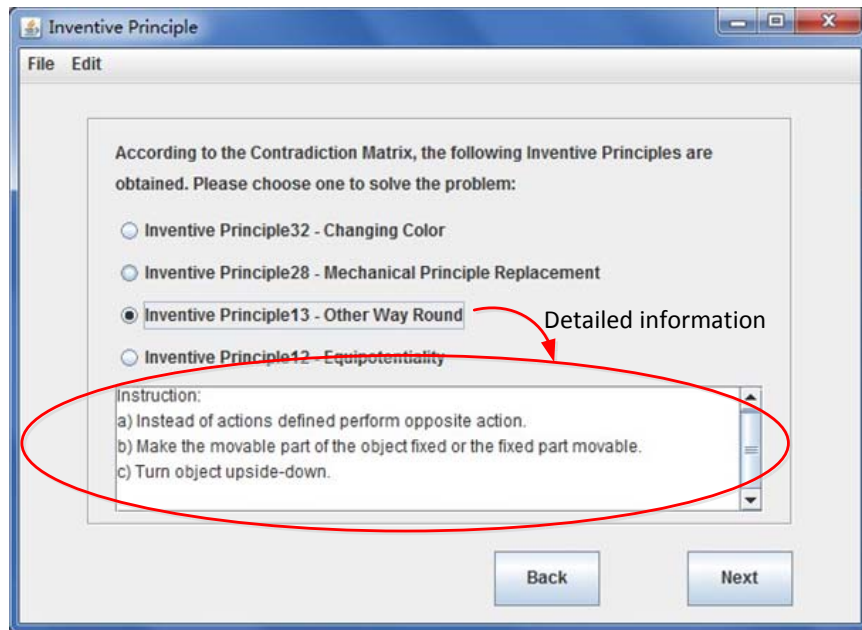 Inventive Principle
File Edit
According to the Contradiction Matrix, the following Inventive Principles are
obtained. Please choose one to solve the problem:
Inventive Principle32 - Changing Color
Inventive Principle28 - Mechanical Principle Replacement
Inventive Principle13 - Other Way Round
Detailed information
Inventive Principle12 - Equipotentiality
Instruction:
a) Instead of actions defined perform opposite action.
b) Make the movable part of the object fixed or the fixed part movable.
c) Turn object upside-down.
Back Next